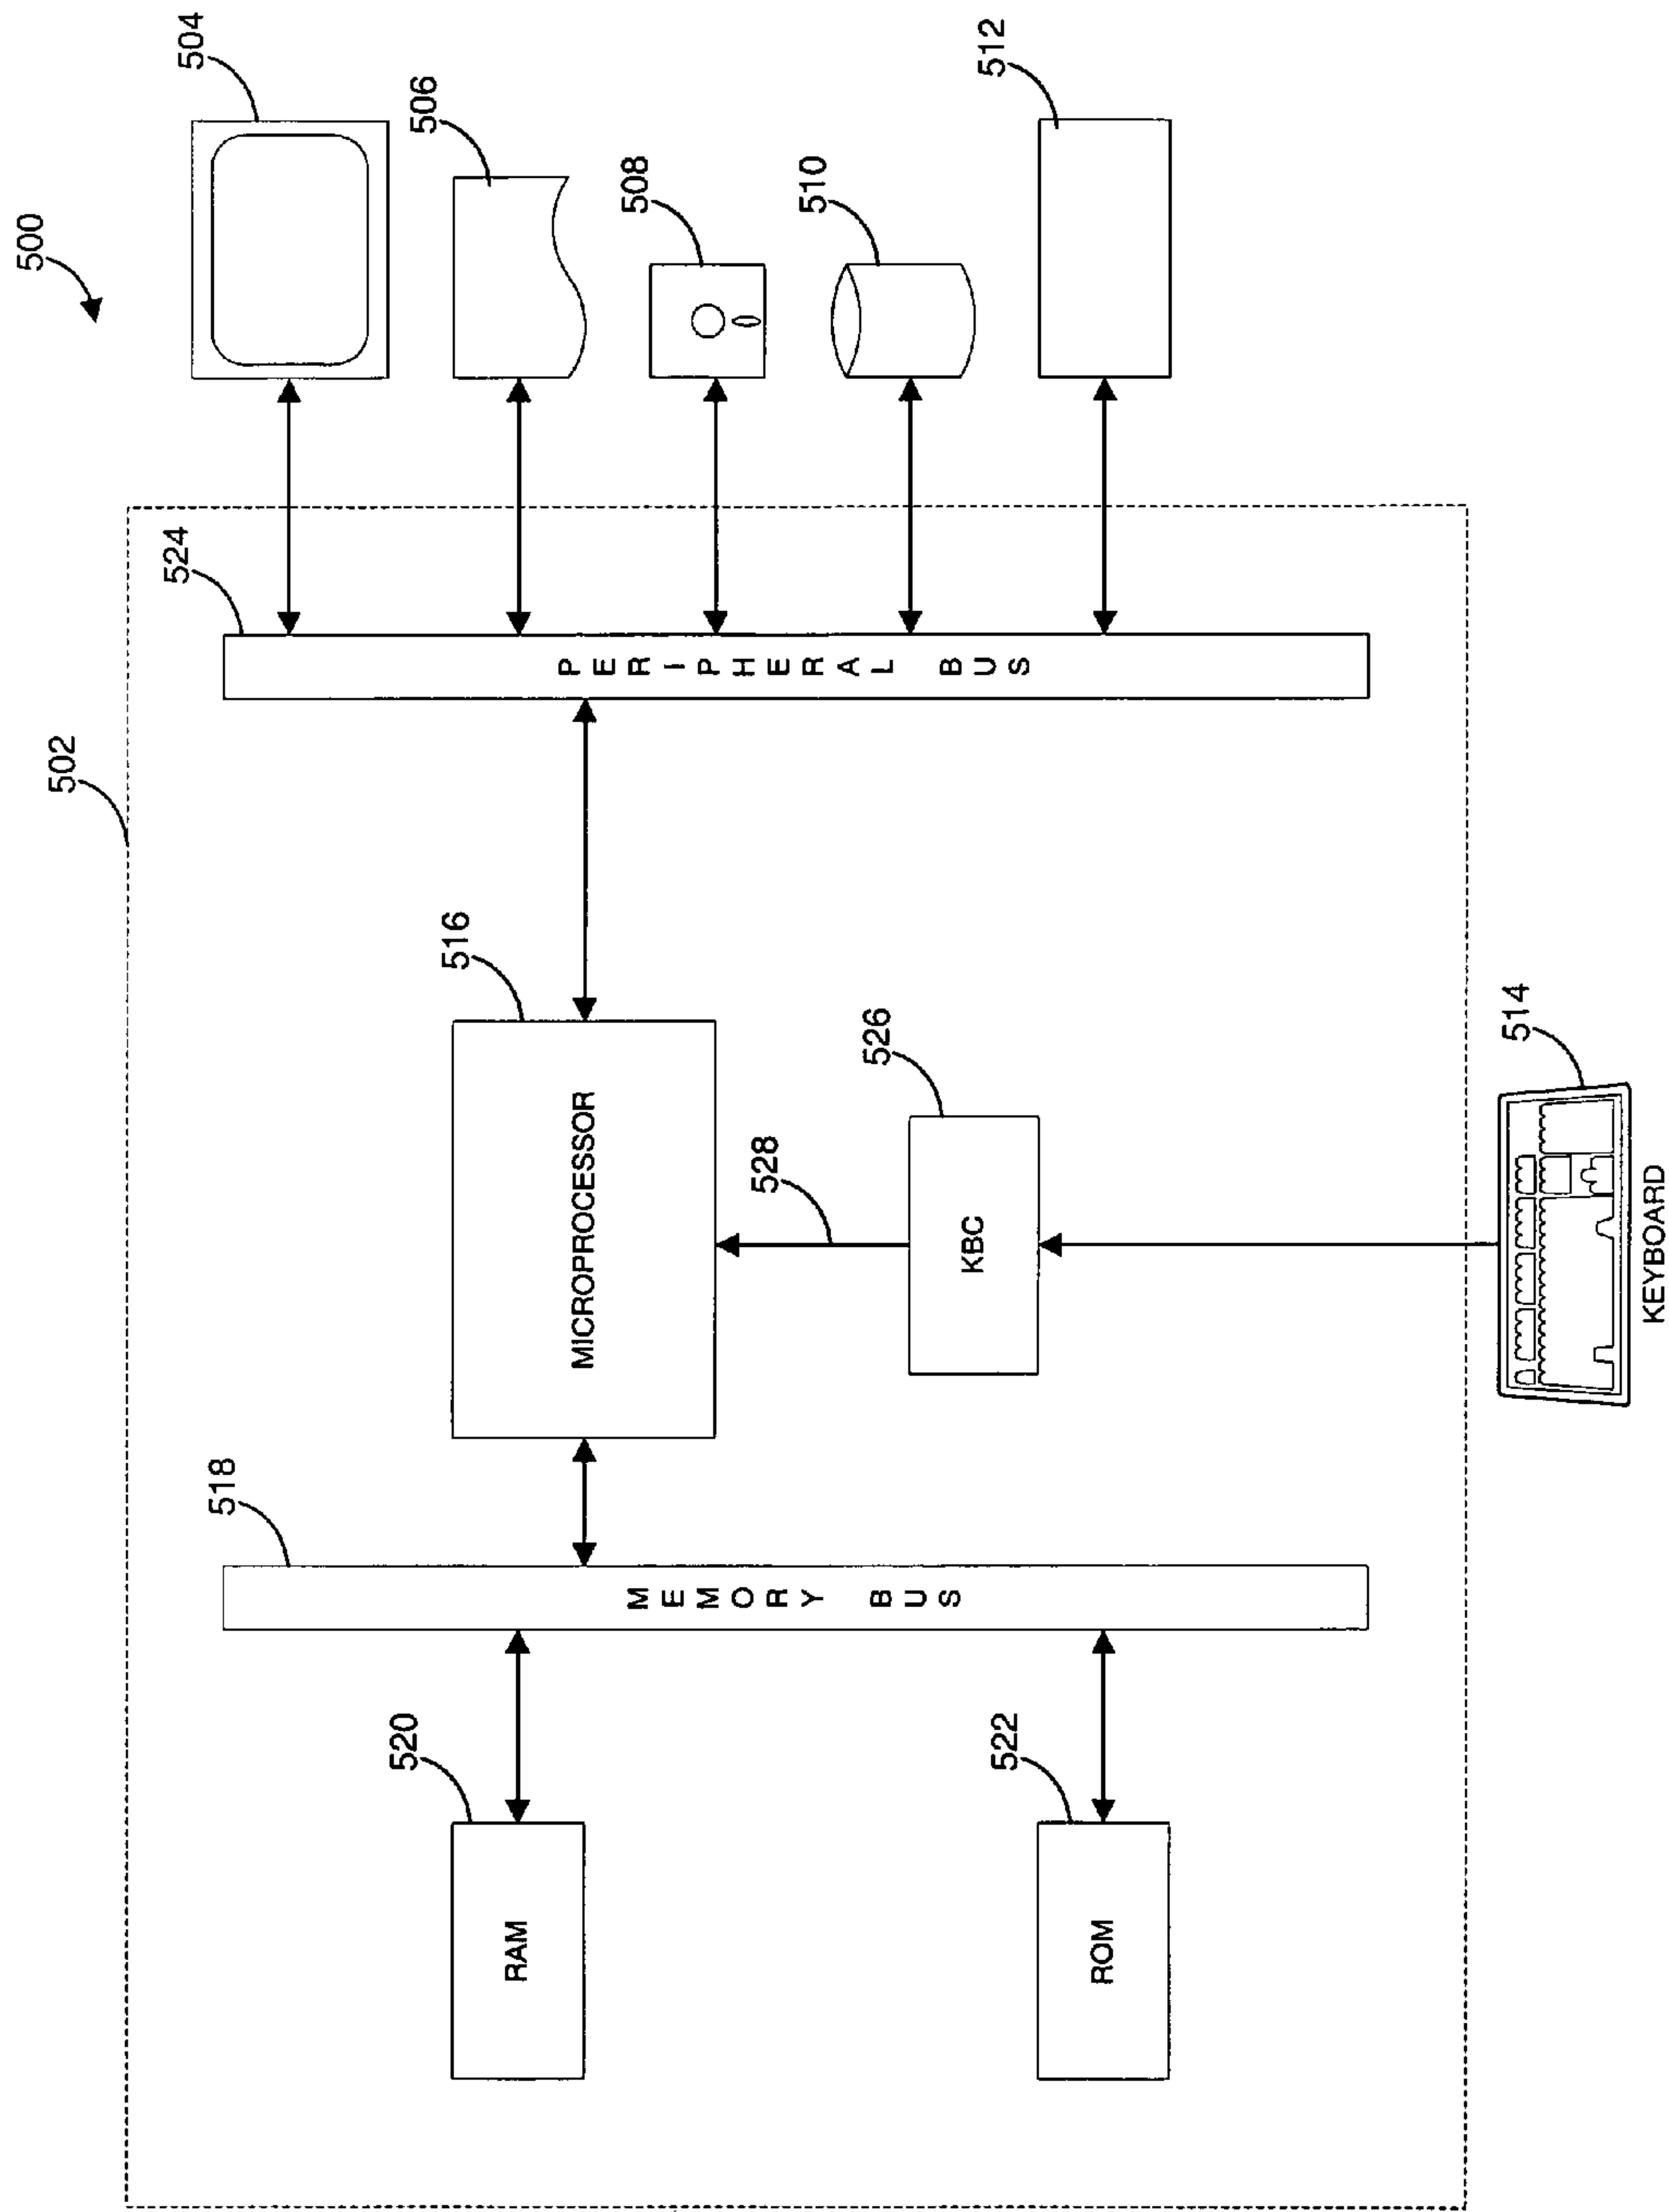 500
502
504
506
508
510
512
524
PERIPHERAL BUS
516
MICROPROCESSOR
528
526
KBC
518
MEMORY BUS
520
RAM
522
ROM
514
KEYBOARD